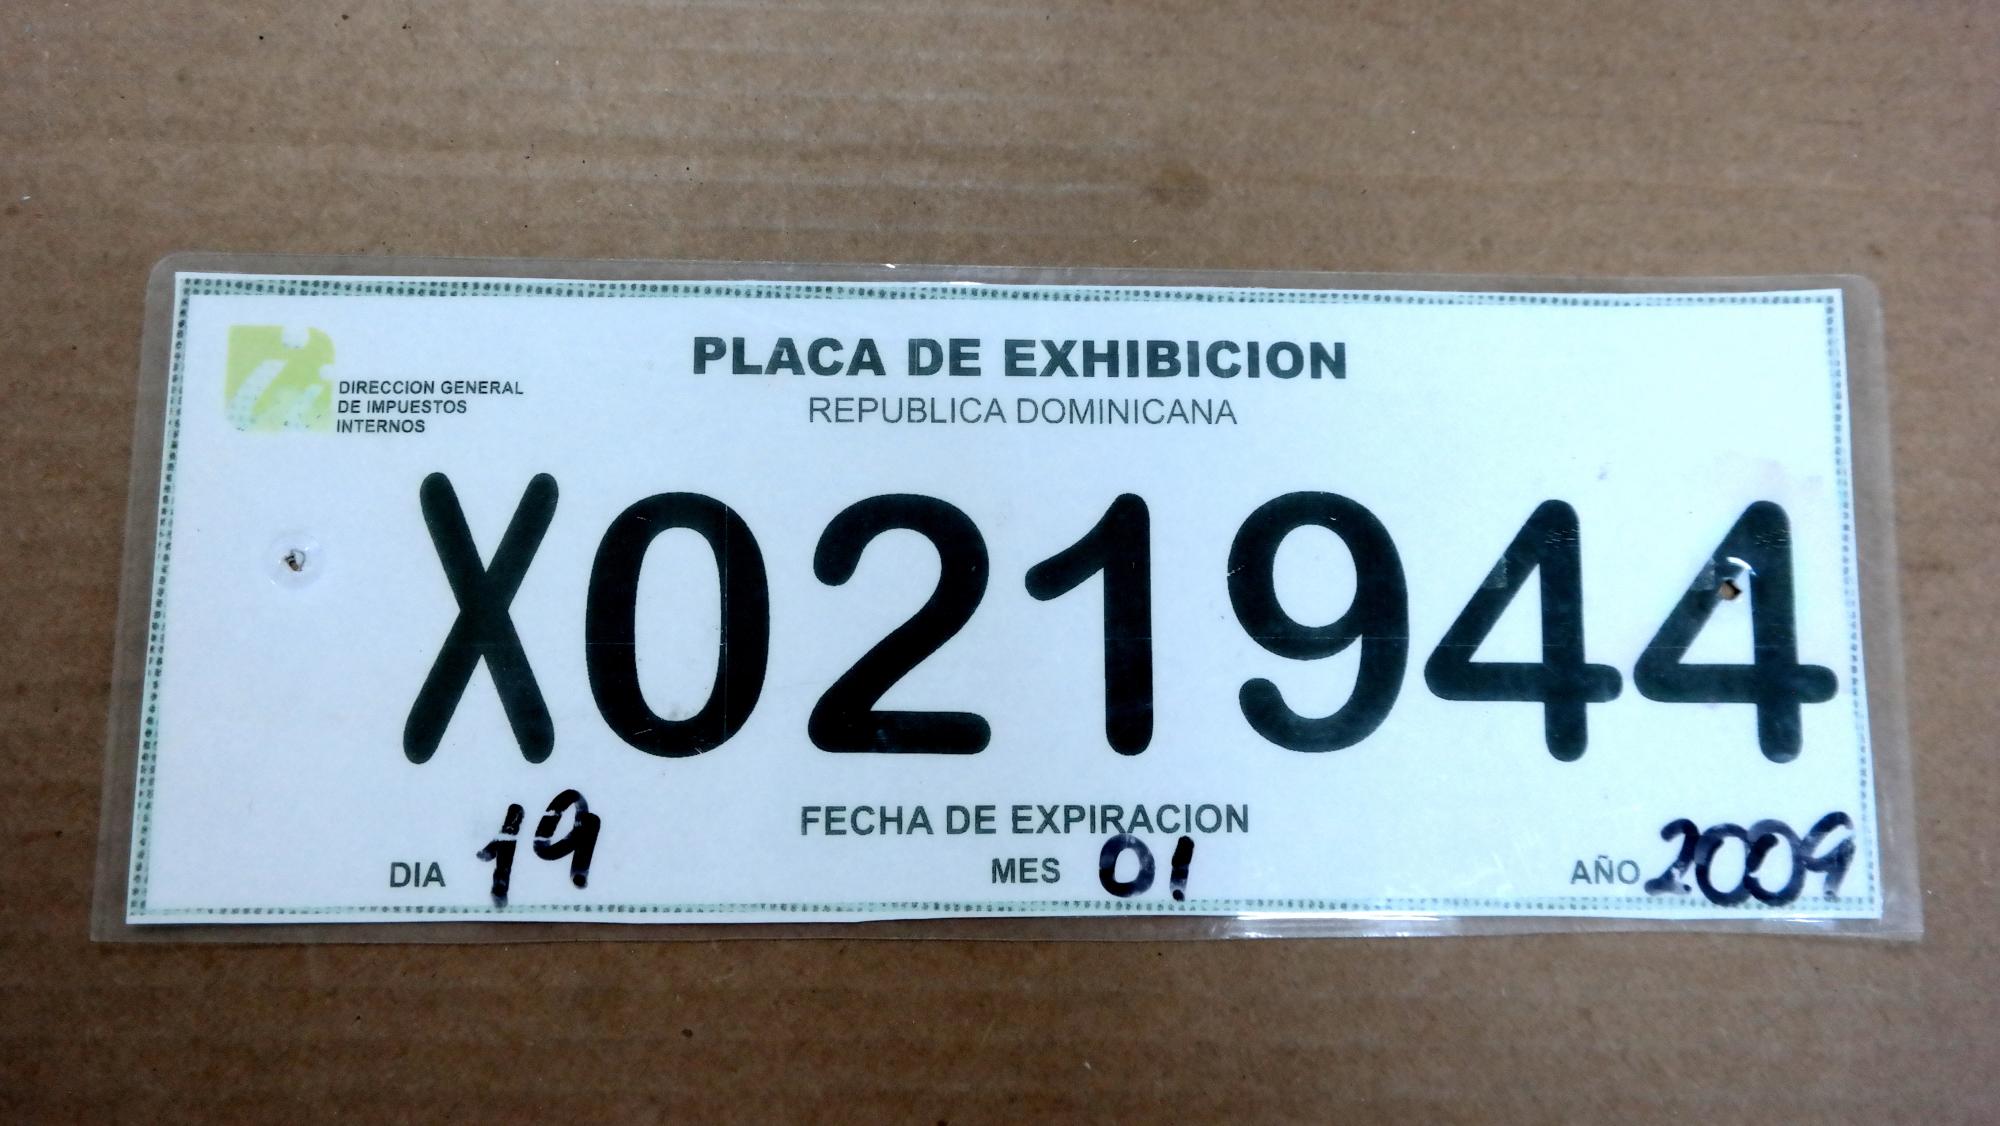 PLACA DE EXHIBICION
REPUBLICA DOMINICANA
DIRECCION GENERAL
DE IMPUESTOS
INTERNOS
X021944
FECHA DE EXPIRACION
DIA 19 MES 01 AÑO 2009